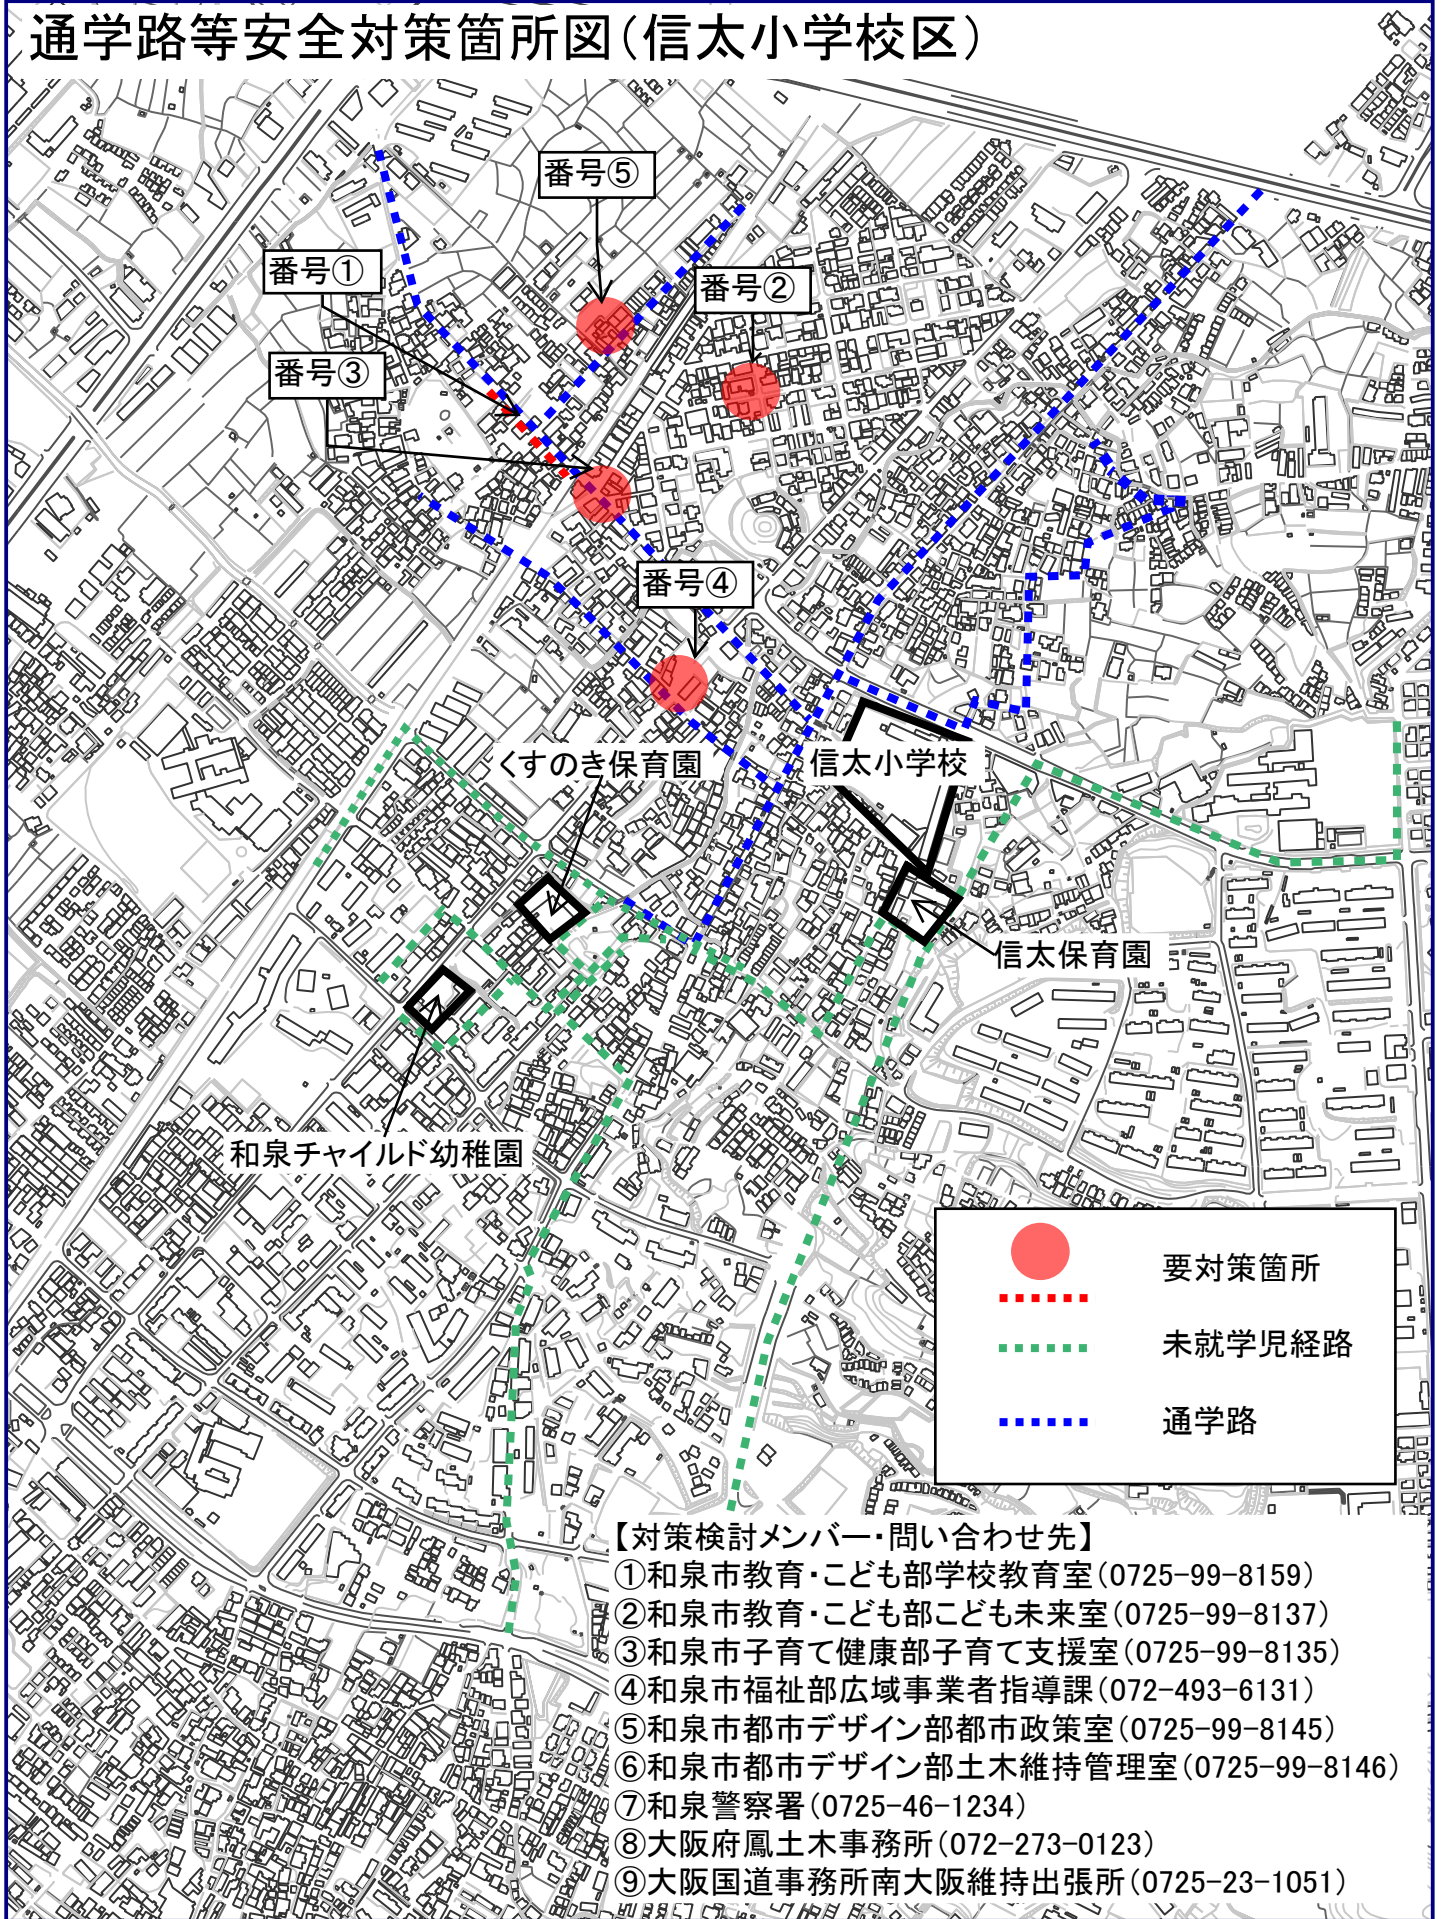 通学路等安全対策箇所図(信太小学校区)
番号⑤
番号①
番号②
番号③
番号④
くすのき保育園
信太小学校
信太保育園
和泉チャイルド幼稚園
要対策箇所
未就学児経路
通学路
【対策検討メンバー・問い合わせ先】
①和泉市教育・こども部学校教育室(0725-99-8159)
②和泉市教育・こども部こども未来室(0725-99-8137)
③和泉市子育て健康部子育て支援室(0725-99-8135)
④和泉市福祉部広域事業者指導課(072-493-6131)
⑤和泉市都市デザイン部都市政策室(0725-99-8145)
⑥和泉市都市デザイン部土木維持管理室(0725-99-8146)
⑦和泉警察署(0725-46-1234)
⑧大阪府鳳土木事務所(072-273-0123)
⑨大阪国道事務所南大阪維持出張所(0725-23-1051)